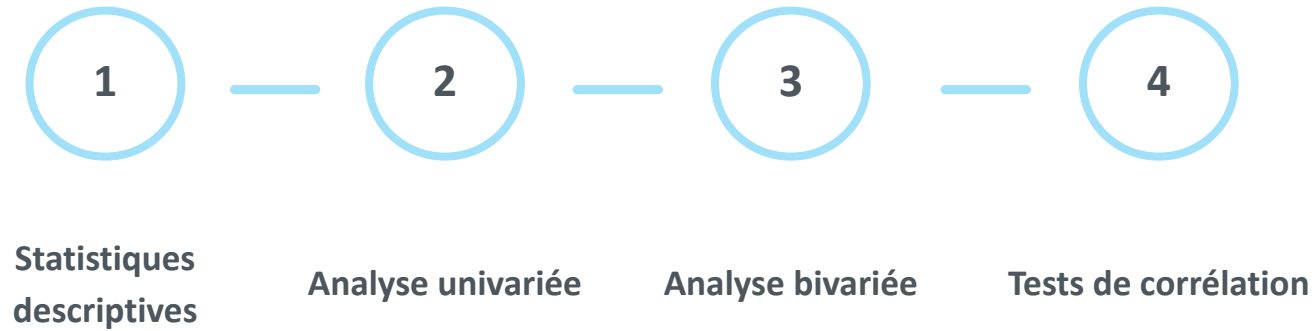 1
2
3
4
Statistiques
descriptives
Analyse univariée
Analyse bivariée
Tests de corrélation